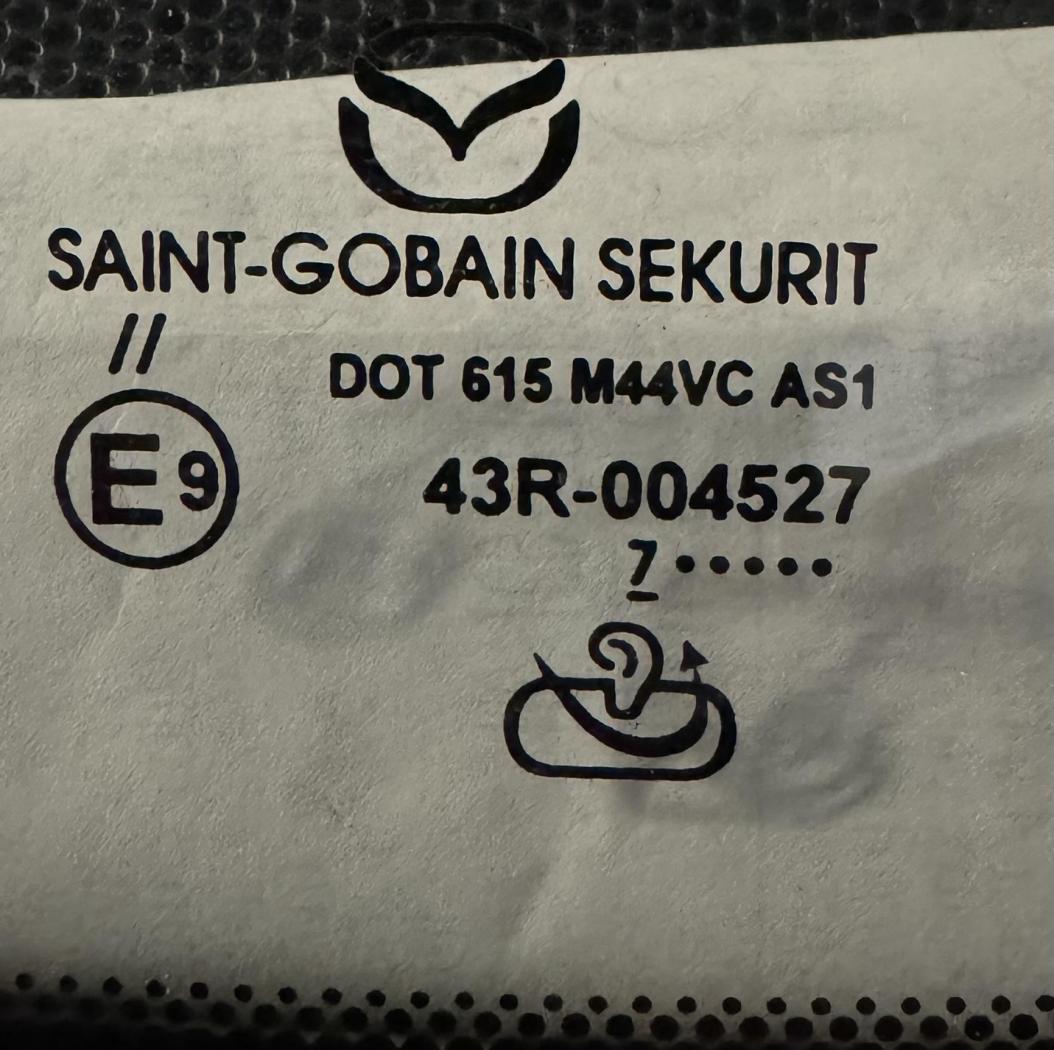 SAINT-GOBAIN SEKURIT
//
DOT 615 M44VC AS1
E9
43R-004527
7 •••••